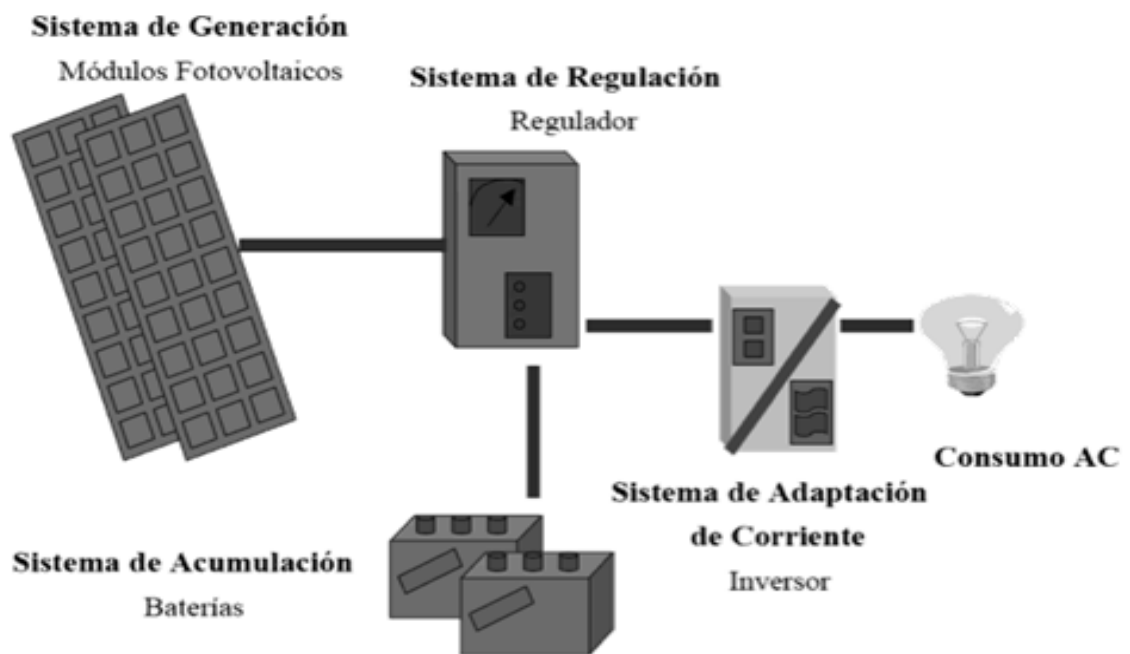 Sistema de Generación
Módulos Fotovoltaicos
Sistema de Regulación
Regulador
Consumo AC
Sistema de Adaptación
de Corriente
Inversor
Sistema de Acumulación
Baterías